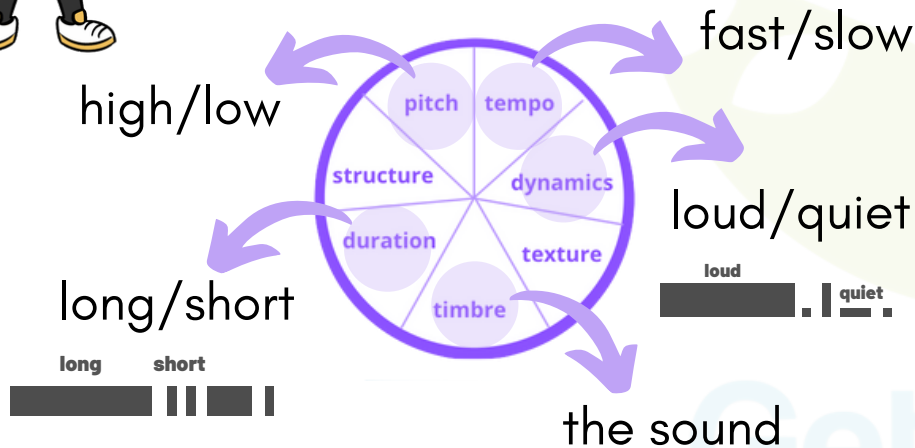 fast/slow
high/low
pitch
tempo
structure
dynamics
loud/quiet
duration
texture
loud
quiet
long/short
timbre
long
short
the sound